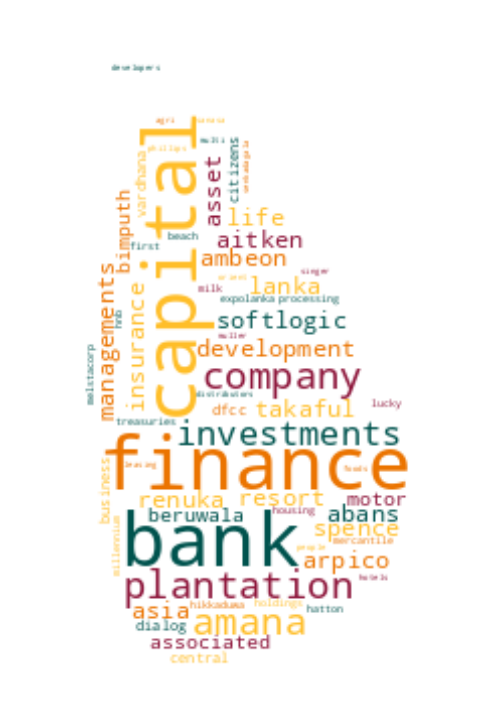 developers
agri
capital
multi
phillips
vardhana
asset
citizens
bimputh
life
beach
first
aitken
ambeon
singer
managements
insurance
milk
lanka
expolanka
processing
hnb
softlogic
muller
melstacorp
development
company
distributors
dfcc
takaful
lucky
treasuries
investments
finance
leasing
foods
business
renuka
resort
motor
beruwala
housing
abans
millennium
bank
spence
mercantile
people
arpico
plantation
hotels
asia
hikkaduwa
holdings
hatton
dialog
amana
associated
central